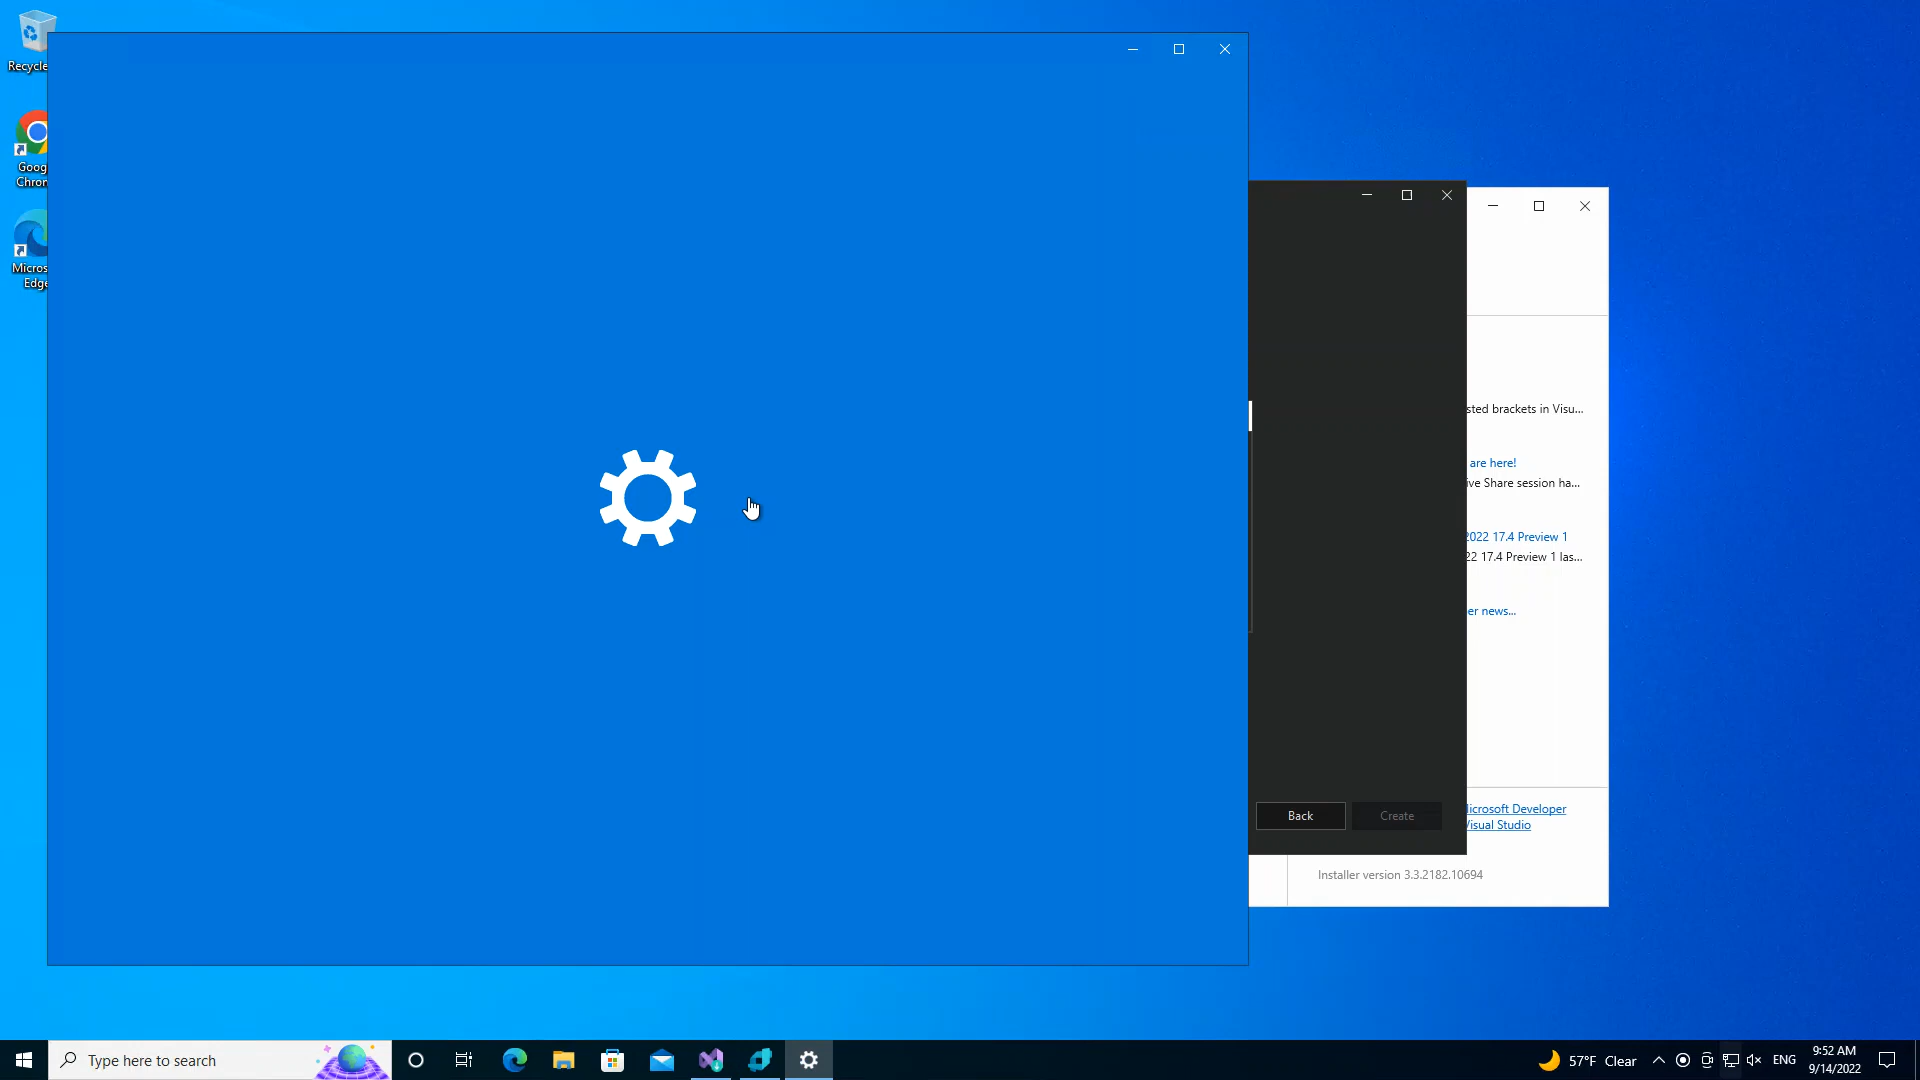 Recycle
Goog
Chron
Micros
Edge
sted brackets in Visu...
are here!
ive Share session ha...
2022 17.4 Preview 1
22 17.4 Preview 1 las...
er news...
Back
Create
Microsoft Developer
Visual Studio
Installer version 3.3.2182.10694
Type here to search
57°F Clear
ENG
9:52 AM
9/14/2022